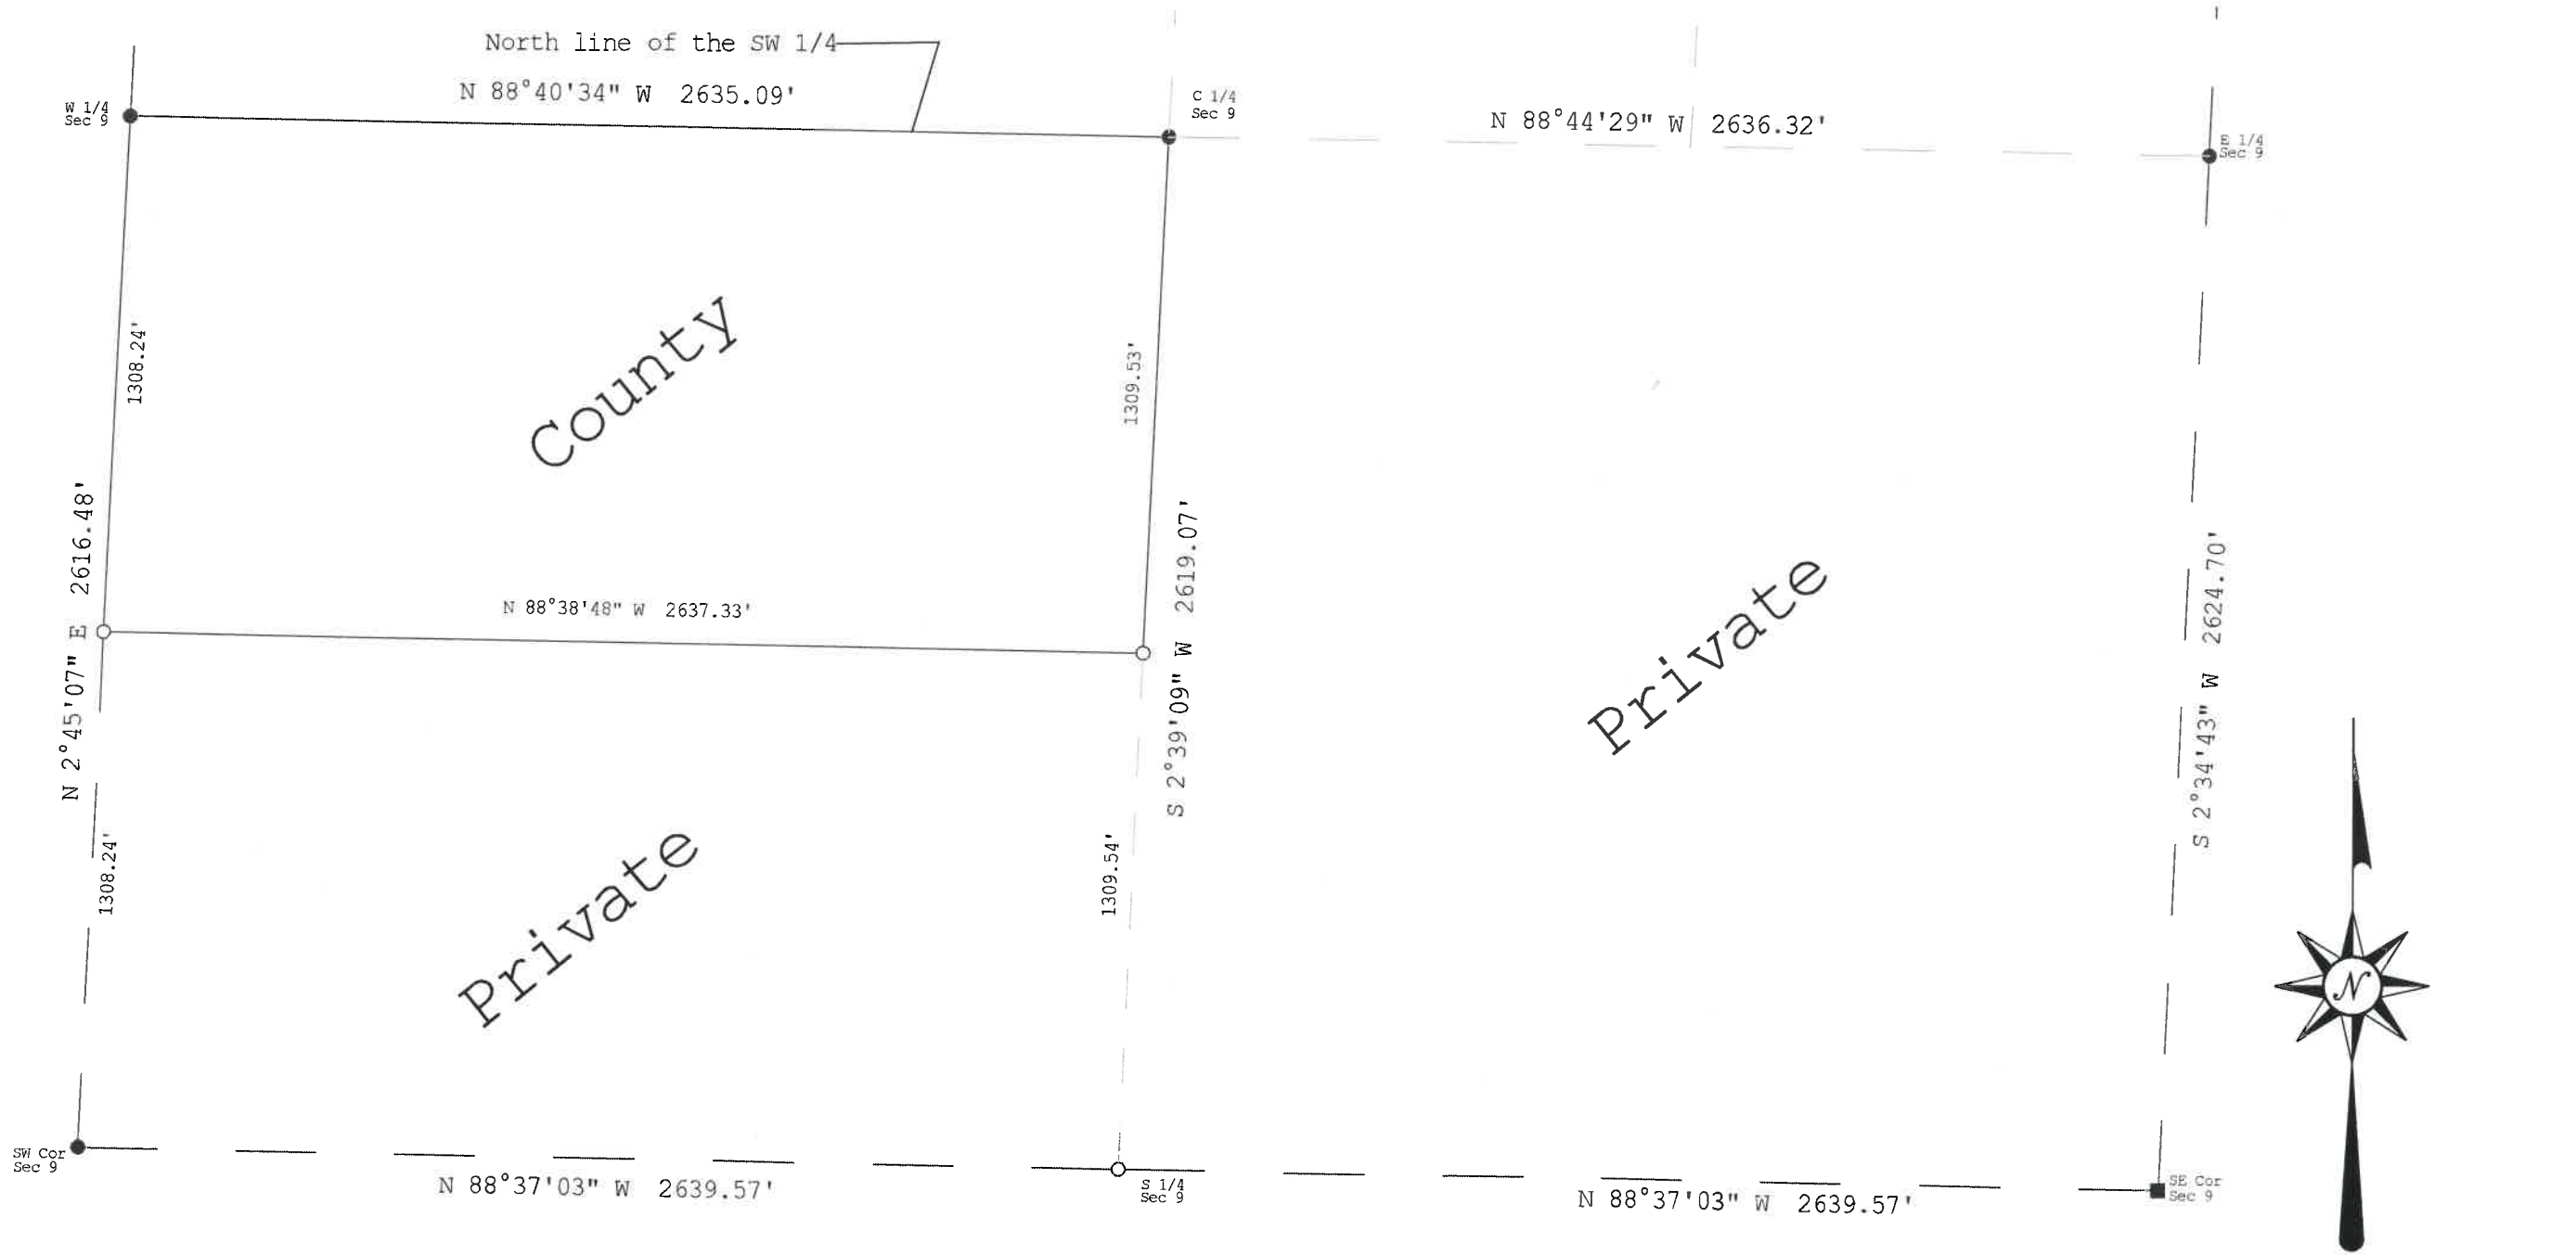 North line of the SW 1/4
N 88°40'34" W 2635.09'
W 1/4
Sec 9
C 1/4
Sec 9
N 88°44'29" W 2636.32'
E 1/4
Sec 9
County
1308.24'
1309.53'
N 2°45'07" E 2616.48'
N 88°38'48" W 2637.33'
S 2°39'09" W 2619.07'
Private
S 2°34'43" W 2624.70'
Private
1308.24'
1309.54'
N
SW Cor
Sec 9
N 88°37'03" W 2639.57'
S 1/4
Sec 9
N 88°37'03" W 2639.57'
SE Cor
Sec 9